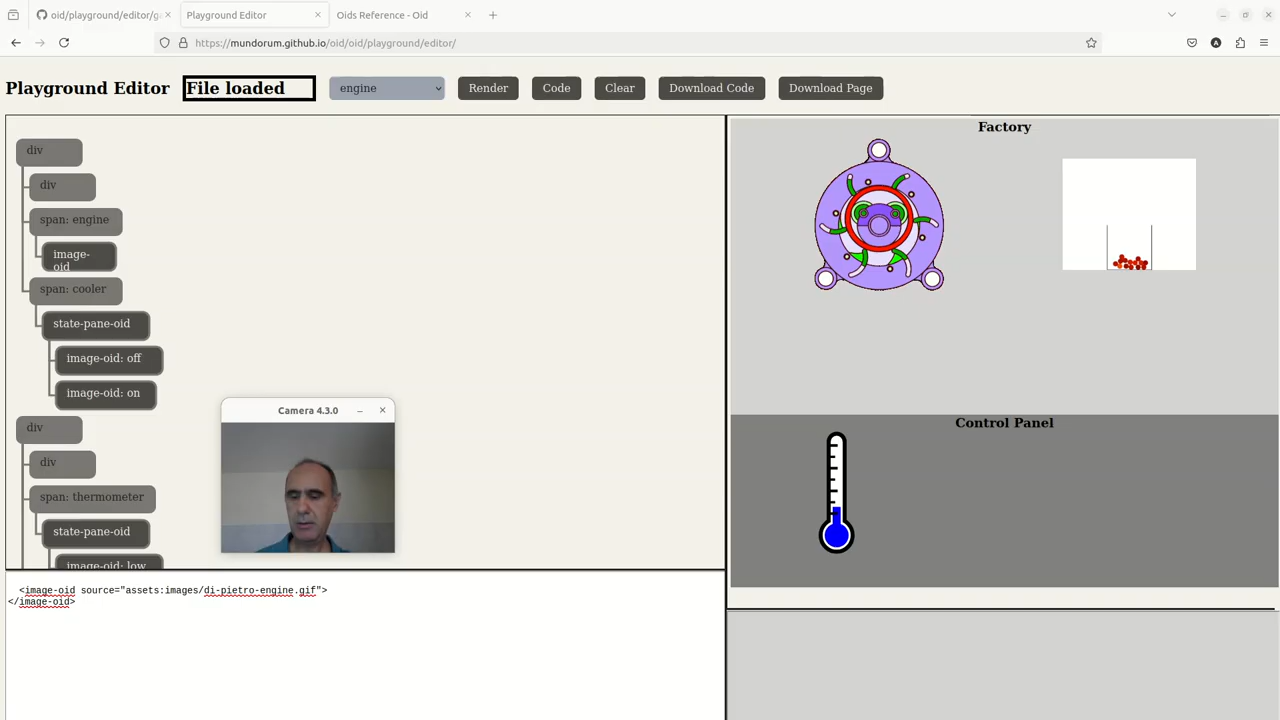 oid/playground/editor/g
Playground Editor
Oids Reference - Oid
https://mundorum.github.io/oid/oid/playground/editor/
Playground Editor
File loaded
engine
Render
Code
Clear
Download Code
Download Page
div
div
span: engine
image-
oid
span: cooler
state-pane-oid
image-oid: off
image-oid: on
div
div
span: thermometer
state-pane-oid
image-oid: low
Camera 4.3.0
Factory
Control Panel
<image-oid source="assets:images/di-pietro-engine.gif">
</image-oid>